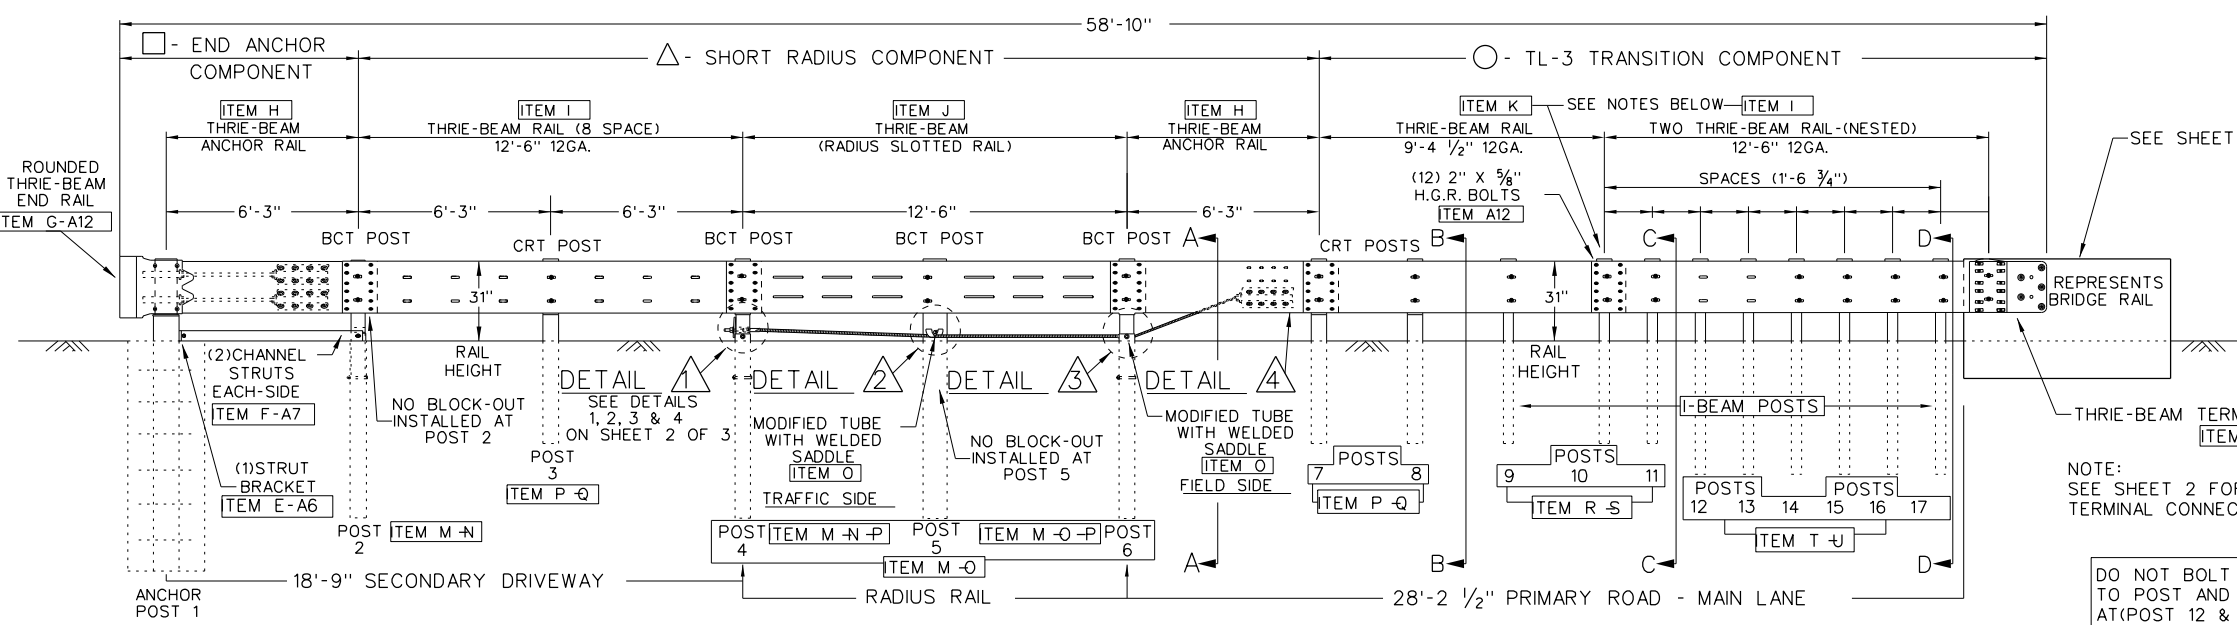 58'-10"
- END ANCHOR
COMPONENT
- SHORT RADIUS COMPONENT
- TL-3 TRANSITION COMPONENT
ITEM H
THRIE-BEAM
ANCHOR RAIL
ITEM I
THRIE-BEAM RAIL (8 SPACE)
12'-6" 12GA.
ITEM J
THRIE-BEAM
(RADIUS SLOTTED RAIL)
ITEM H
THRIE-BEAM
ANCHOR RAIL
ITEM K
SEE NOTES BELOW
ITEM I
THRIE-BEAM RAIL
9'-4 1/2" 12GA.
TWO THRIE-BEAM RAIL-(NESTED)
12'-6" 12GA.
SEE SHEET
ROUNDED
THRIE-BEAM
END RAIL
TEM G-A12
6'-3"
6'-3"
6'-3"
12'-6"
6'-3"
(12) 2" X 5/8"
H.G.R. BOLTS
ITEM A12
SPACES (1'-6 3/4")
BCT POST
CRT POST
BCT POST
BCT POST
BCT POST
A
CRT POSTS
B
C
D
31"
31"
REPRESENTS
BRIDGE RAIL
RAIL
HEIGHT
RAIL
HEIGHT
(2)CHANNEL
STRUTS
EACH-SIDE
ITEM F-A7
NO BLOCK-OUT
INSTALLED AT
POST 2
DETAIL 1
SEE DETAILS
1, 2, 3 & 4
ON SHEET 2 OF 3
DETAIL 2
DETAIL 3
DETAIL 4
MODIFIED TUBE
WITH WELDED
SADDLE
ITEM O
TRAFFIC SIDE
NO BLOCK-OUT
INSTALLED AT
POST 5
MODIFIED TUBE
WITH WELDED
SADDLE
ITEM O
FIELD SIDE
I-BEAM POSTS
THRIE-BEAM TERM
ITEM
(1)STRUT
BRACKET
ITEM E-A6
POST
3
ITEM P-Q
POSTS
7 8
ITEM P-Q
POSTS
9 10 11
ITEM R-S
POSTS POSTS
12 13 14 15 16 17
ITEM T-U
NOTE:
SEE SHEET 2 FOR
TERMINAL CONNEC
POST
2
ITEM M-N
POST
4
ITEM M-N-P
POST
5
ITEM M-O-P
POST
6
ITEM M-O
A
B
C
D
ANCHOR
POST 1
18'-9" SECONDARY DRIVEWAY
RADIUS RAIL
28'-2 1/2" PRIMARY ROAD - MAIN LANE
DO NOT BOLT
TO POST AND
AT(POST 12 &